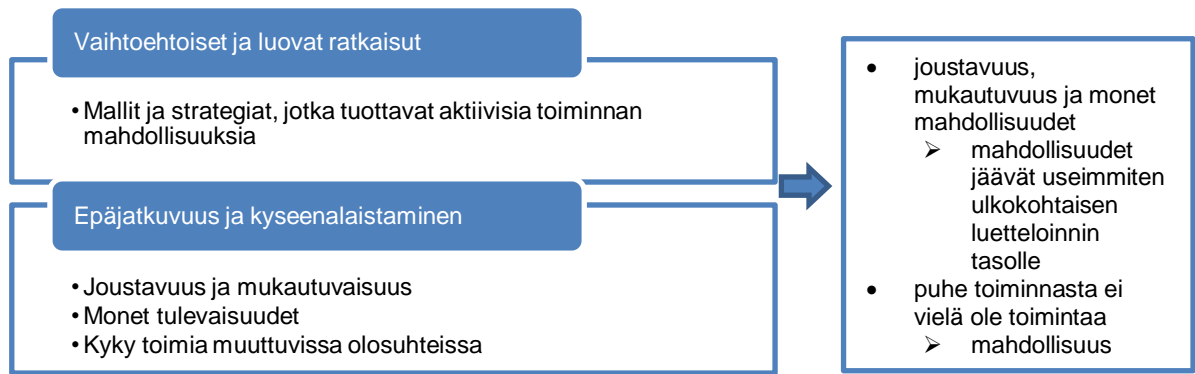 Vaihtoehtoiset ja luovat ratkaisut
• Mallit ja strategiat, jotka tuottavat aktiivisia toiminnan
mahdollisuuksia
Epäjatkuvuus ja kyseenalaistaminen
• Joustavuus ja mukautuvaisuus
• Monet tulevaisuudet
• Kyky toimia muuttuvissa olosuhteissa
• joustavuus,
mukautuvuus ja monet
mahdollisuudet
➢ mahdollisuudet
jäävät useimmiten
ulkokohtaisen
luetteloinnin
tasolle
• puhe toiminnasta ei
vielä ole toimintaa
➢ mahdollisuus